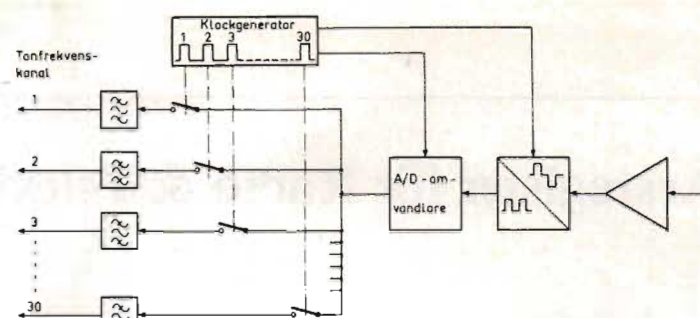 Klockgenerator
1 2 3 30
Tonfrekvens-
kanal
1
2
A/D-om-
vandlare
3
30